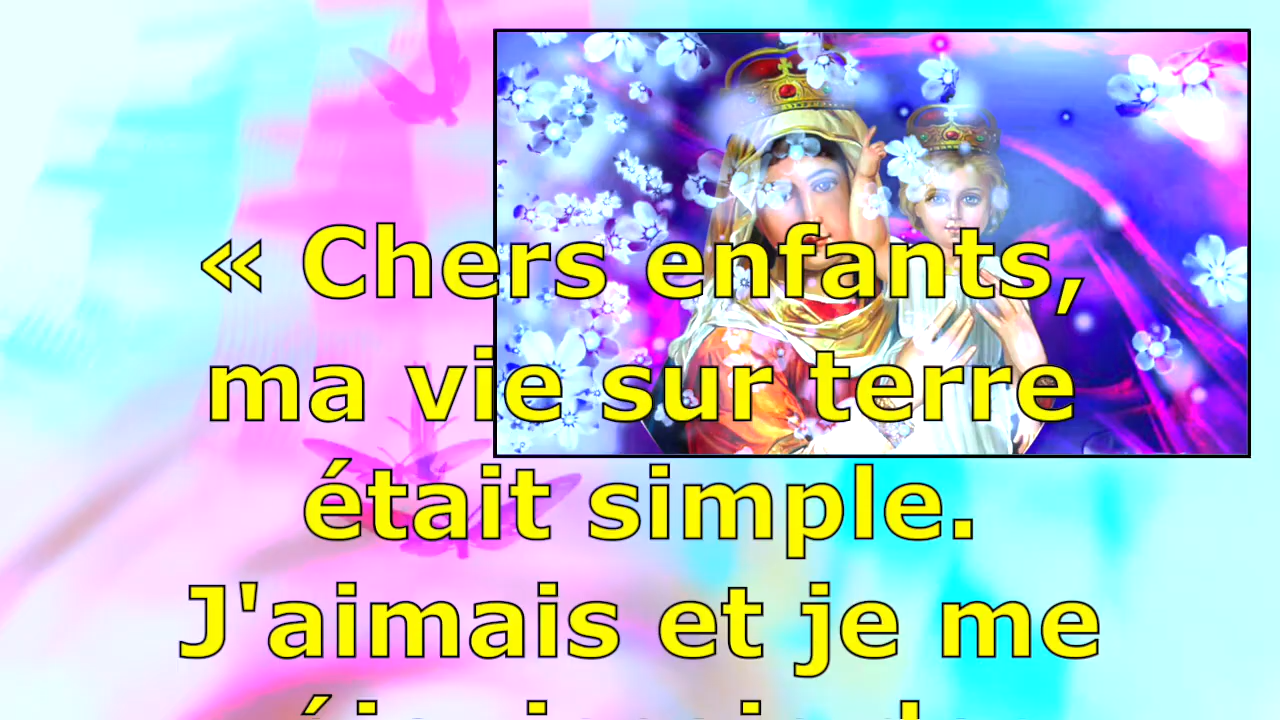 « Chers enfants,
ma vie sur terre
était simple.
J'aimais et je me